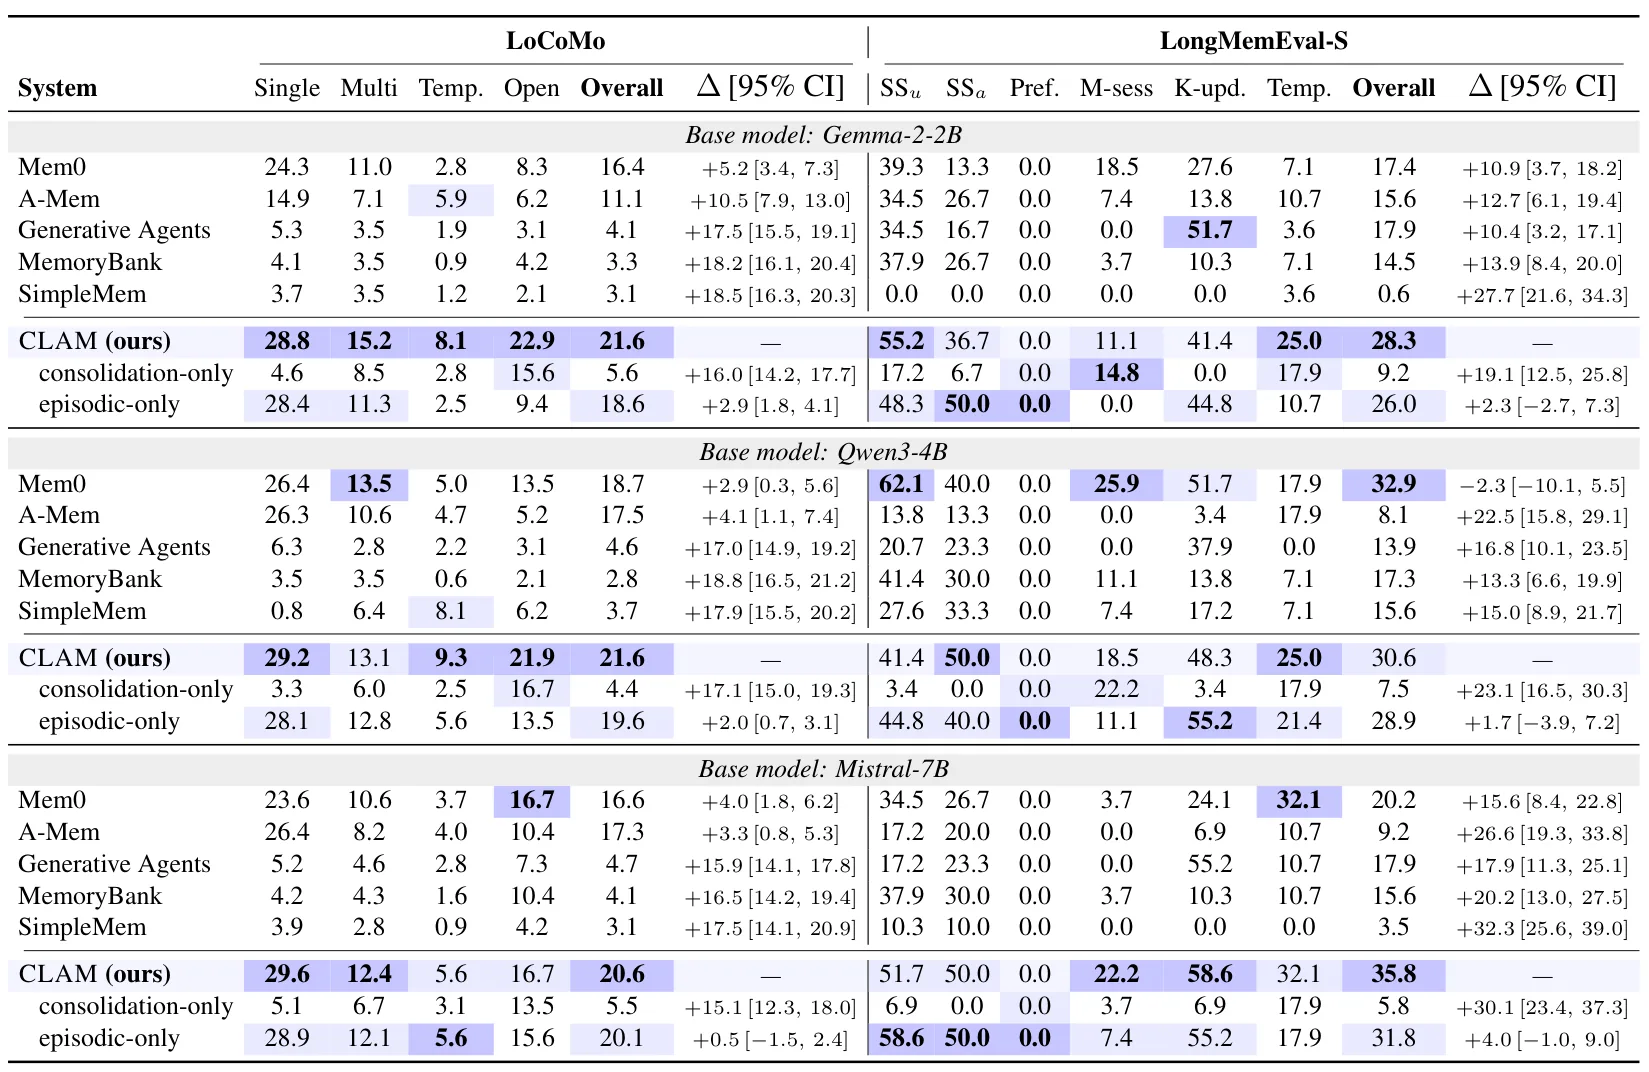 LoCoMo LongMemEval-S
System Single Multi Temp. Open Overall Δ [95% CI] SSu SSa Pref. M-sess K-upd. Temp. Overall Δ [95% CI]
Base model: Gemma-2-2B
Mem0 24.3 11.0 2.8 8.3 16.4 +5.2 [3.4, 7.3] 39.3 13.3 0.0 18.5 27.6 7.1 17.4 +10.9 [3.7, 18.2]
A-Mem 14.9 7.1 5.9 6.2 11.1 +10.5 [7.9, 13.0] 34.5 26.7 0.0 7.4 13.8 10.7 15.6 +12.7 [6.1, 19.4]
Generative Agents 5.3 3.5 1.9 3.1 4.1 +17.5 [15.5, 19.1] 34.5 16.7 0.0 0.0 51.7 3.6 17.9 +10.4 [3.2, 17.1]
MemoryBank 4.1 3.5 0.9 4.2 3.3 +18.2 [16.1, 20.4] 37.9 26.7 0.0 3.7 10.3 7.1 14.5 +13.9 [8.4, 20.0]
SimpleMem 3.7 3.5 1.2 2.1 3.1 +18.5 [16.3, 20.3] 0.0 0.0 0.0 0.0 0.0 3.6 0.6 +27.7 [21.6, 34.3]
CLAM (ours) 28.8 15.2 8.1 22.9 21.6 — 55.2 36.7 0.0 11.1 41.4 25.0 28.3 —
consolidation-only 4.6 8.5 2.8 15.6 5.6 +16.0 [14.2, 17.7] 17.2 6.7 0.0 14.8 0.0 17.9 9.2 +19.1 [12.5, 25.8]
episodic-only 28.4 11.3 2.5 9.4 18.6 +2.9 [1.8, 4.1] 48.3 50.0 0.0 0.0 44.8 10.7 26.0 +2.3 [−2.7, 7.3]
Base model: Qwen3-4B
Mem0 26.4 13.5 5.0 13.5 18.7 +2.9 [0.3, 5.6] 62.1 40.0 0.0 25.9 51.7 17.9 32.9 −2.3 [−10.1, 5.5]
A-Mem 26.3 10.6 4.7 5.2 17.5 +4.1 [1.1, 7.4] 13.8 13.3 0.0 0.0 3.4 17.9 8.1 +22.5 [15.8, 29.1]
Generative Agents 6.3 2.8 2.2 3.1 4.6 +17.0 [14.9, 19.2] 20.7 23.3 0.0 0.0 37.9 0.0 13.9 +16.8 [10.1, 23.5]
MemoryBank 3.5 3.5 0.6 2.1 2.8 +18.8 [16.5, 21.2] 41.4 30.0 0.0 11.1 13.8 7.1 17.3 +13.3 [6.6, 19.9]
SimpleMem 0.8 6.4 8.1 6.2 3.7 +17.9 [15.5, 20.2] 27.6 33.3 0.0 7.4 17.2 7.1 15.6 +15.0 [8.9, 21.7]
CLAM (ours) 29.2 13.1 9.3 21.9 21.6 — 41.4 50.0 0.0 18.5 48.3 25.0 30.6 —
consolidation-only 3.3 6.0 2.5 16.7 4.4 +17.1 [15.0, 19.3] 3.4 0.0 0.0 22.2 3.4 17.9 7.5 +23.1 [16.5, 30.3]
episodic-only 28.1 12.8 5.6 13.5 19.6 +2.0 [0.7, 3.1] 44.8 40.0 0.0 11.1 55.2 21.4 28.9 +1.7 [−3.9, 7.2]
Base model: Mistral-7B
Mem0 23.6 10.6 3.7 16.7 16.6 +4.0 [1.8, 6.2] 34.5 26.7 0.0 3.7 24.1 32.1 20.2 +15.6 [8.4, 22.8]
A-Mem 26.4 8.2 4.0 10.4 17.3 +3.3 [0.8, 5.3] 17.2 20.0 0.0 0.0 6.9 10.7 9.2 +26.6 [19.3, 33.8]
Generative Agents 5.2 4.6 2.8 7.3 4.7 +15.9 [14.1, 17.8] 17.2 23.3 0.0 0.0 55.2 10.7 17.9 +17.9 [11.3, 25.1]
MemoryBank 4.2 4.3 1.6 10.4 4.1 +16.5 [14.2, 19.4] 37.9 30.0 0.0 3.7 10.3 10.7 15.6 +20.2 [13.0, 27.5]
SimpleMem 3.9 2.8 0.9 4.2 3.1 +17.5 [14.1, 20.9] 10.3 10.0 0.0 0.0 0.0 0.0 3.5 +32.3 [25.6, 39.0]
CLAM (ours) 29.6 12.4 5.6 16.7 20.6 — 51.7 50.0 0.0 22.2 58.6 32.1 35.8 —
consolidation-only 5.1 6.7 3.1 13.5 5.5 +15.1 [12.3, 18.0] 6.9 0.0 0.0 3.7 6.9 17.9 5.8 +30.1 [23.4, 37.3]
episodic-only 28.9 12.1 5.6 15.6 20.1 +0.5 [−1.5, 2.4] 58.6 50.0 0.0 7.4 55.2 17.9 31.8 +4.0 [−1.0, 9.0]